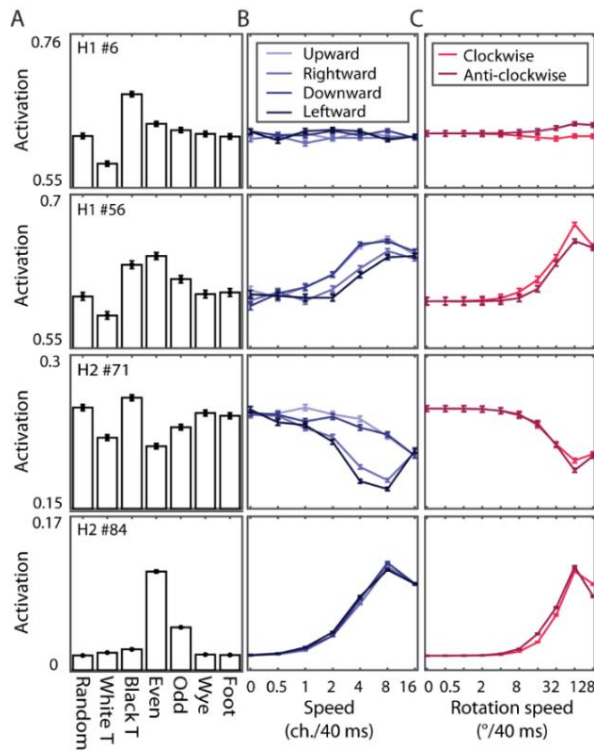 A B C
0.76
H1 #6
Activation
0.55
Upward
Rightward
Downward
Leftward
Clockwise
Anti-clockwise
0.7
H1 #56
Activation
0.55
0.3
H2 #71
Activation
0.15
0.17
H2 #84
Activation
0
Random White T Black T Even Odd Wye Foot
0 0.5 1 2 4 8 16
Speed
(ch./40 ms)
0 0.5 2 8 32 128
Rotation speed
(°/40 ms)